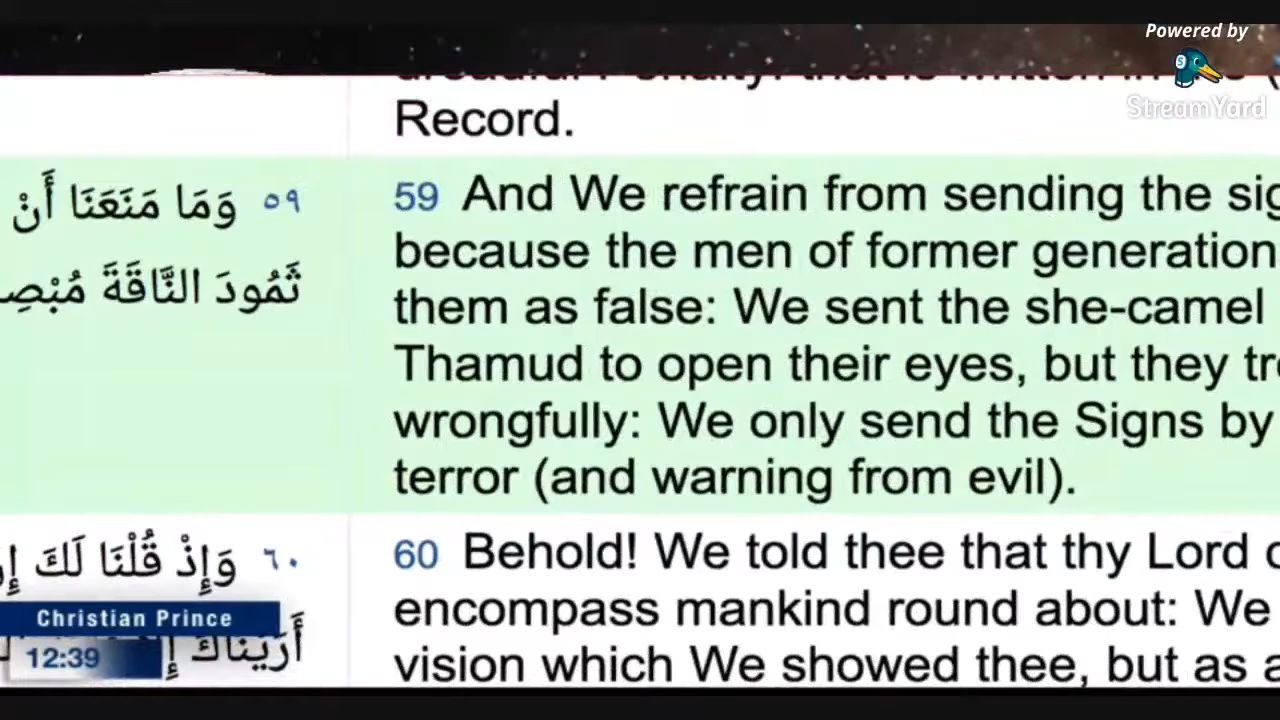 Powered by
StreamYard
Record.
٥٩ وَمَا مَنَعَنَا أَنْ
ثَمُودَ النَّاقَةَ
59 And We refrain from sending the
because the men of former generation
them as false: We sent the she-camel
Thamud to open their eyes, but they
wrongfully: We only send the Signs by
terror (and warning from evil).
٦٠ وَإِذْ قُلْنَا لَكَ
أَرَيْنَاكَ
60 Behold! We told thee that thy Lord
encompass mankind round about: We
vision which We showed thee, but as
Christian Prince
12:39